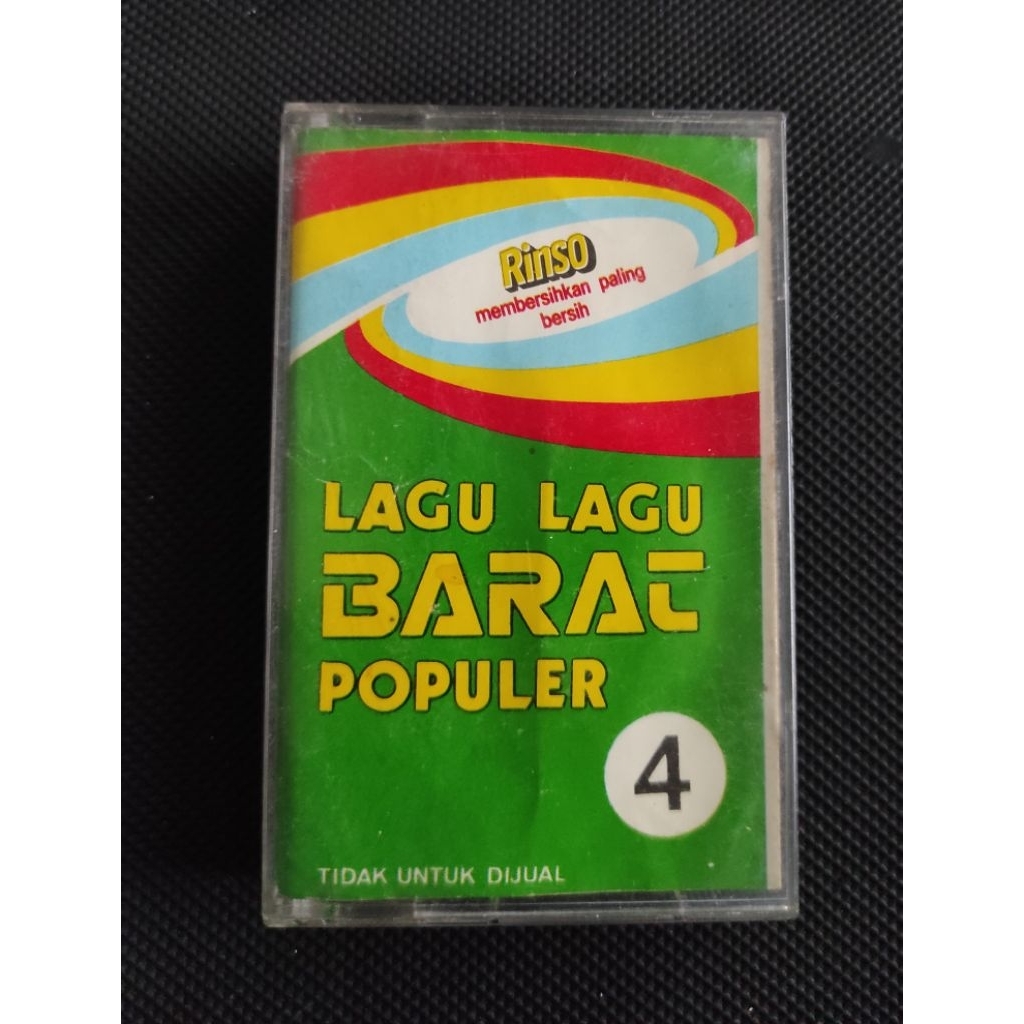 Rinso
membersihkan paling
bersih
LAGU LAGU
BARAT
POPULER
4
TIDAK UNTUK DIJUAL